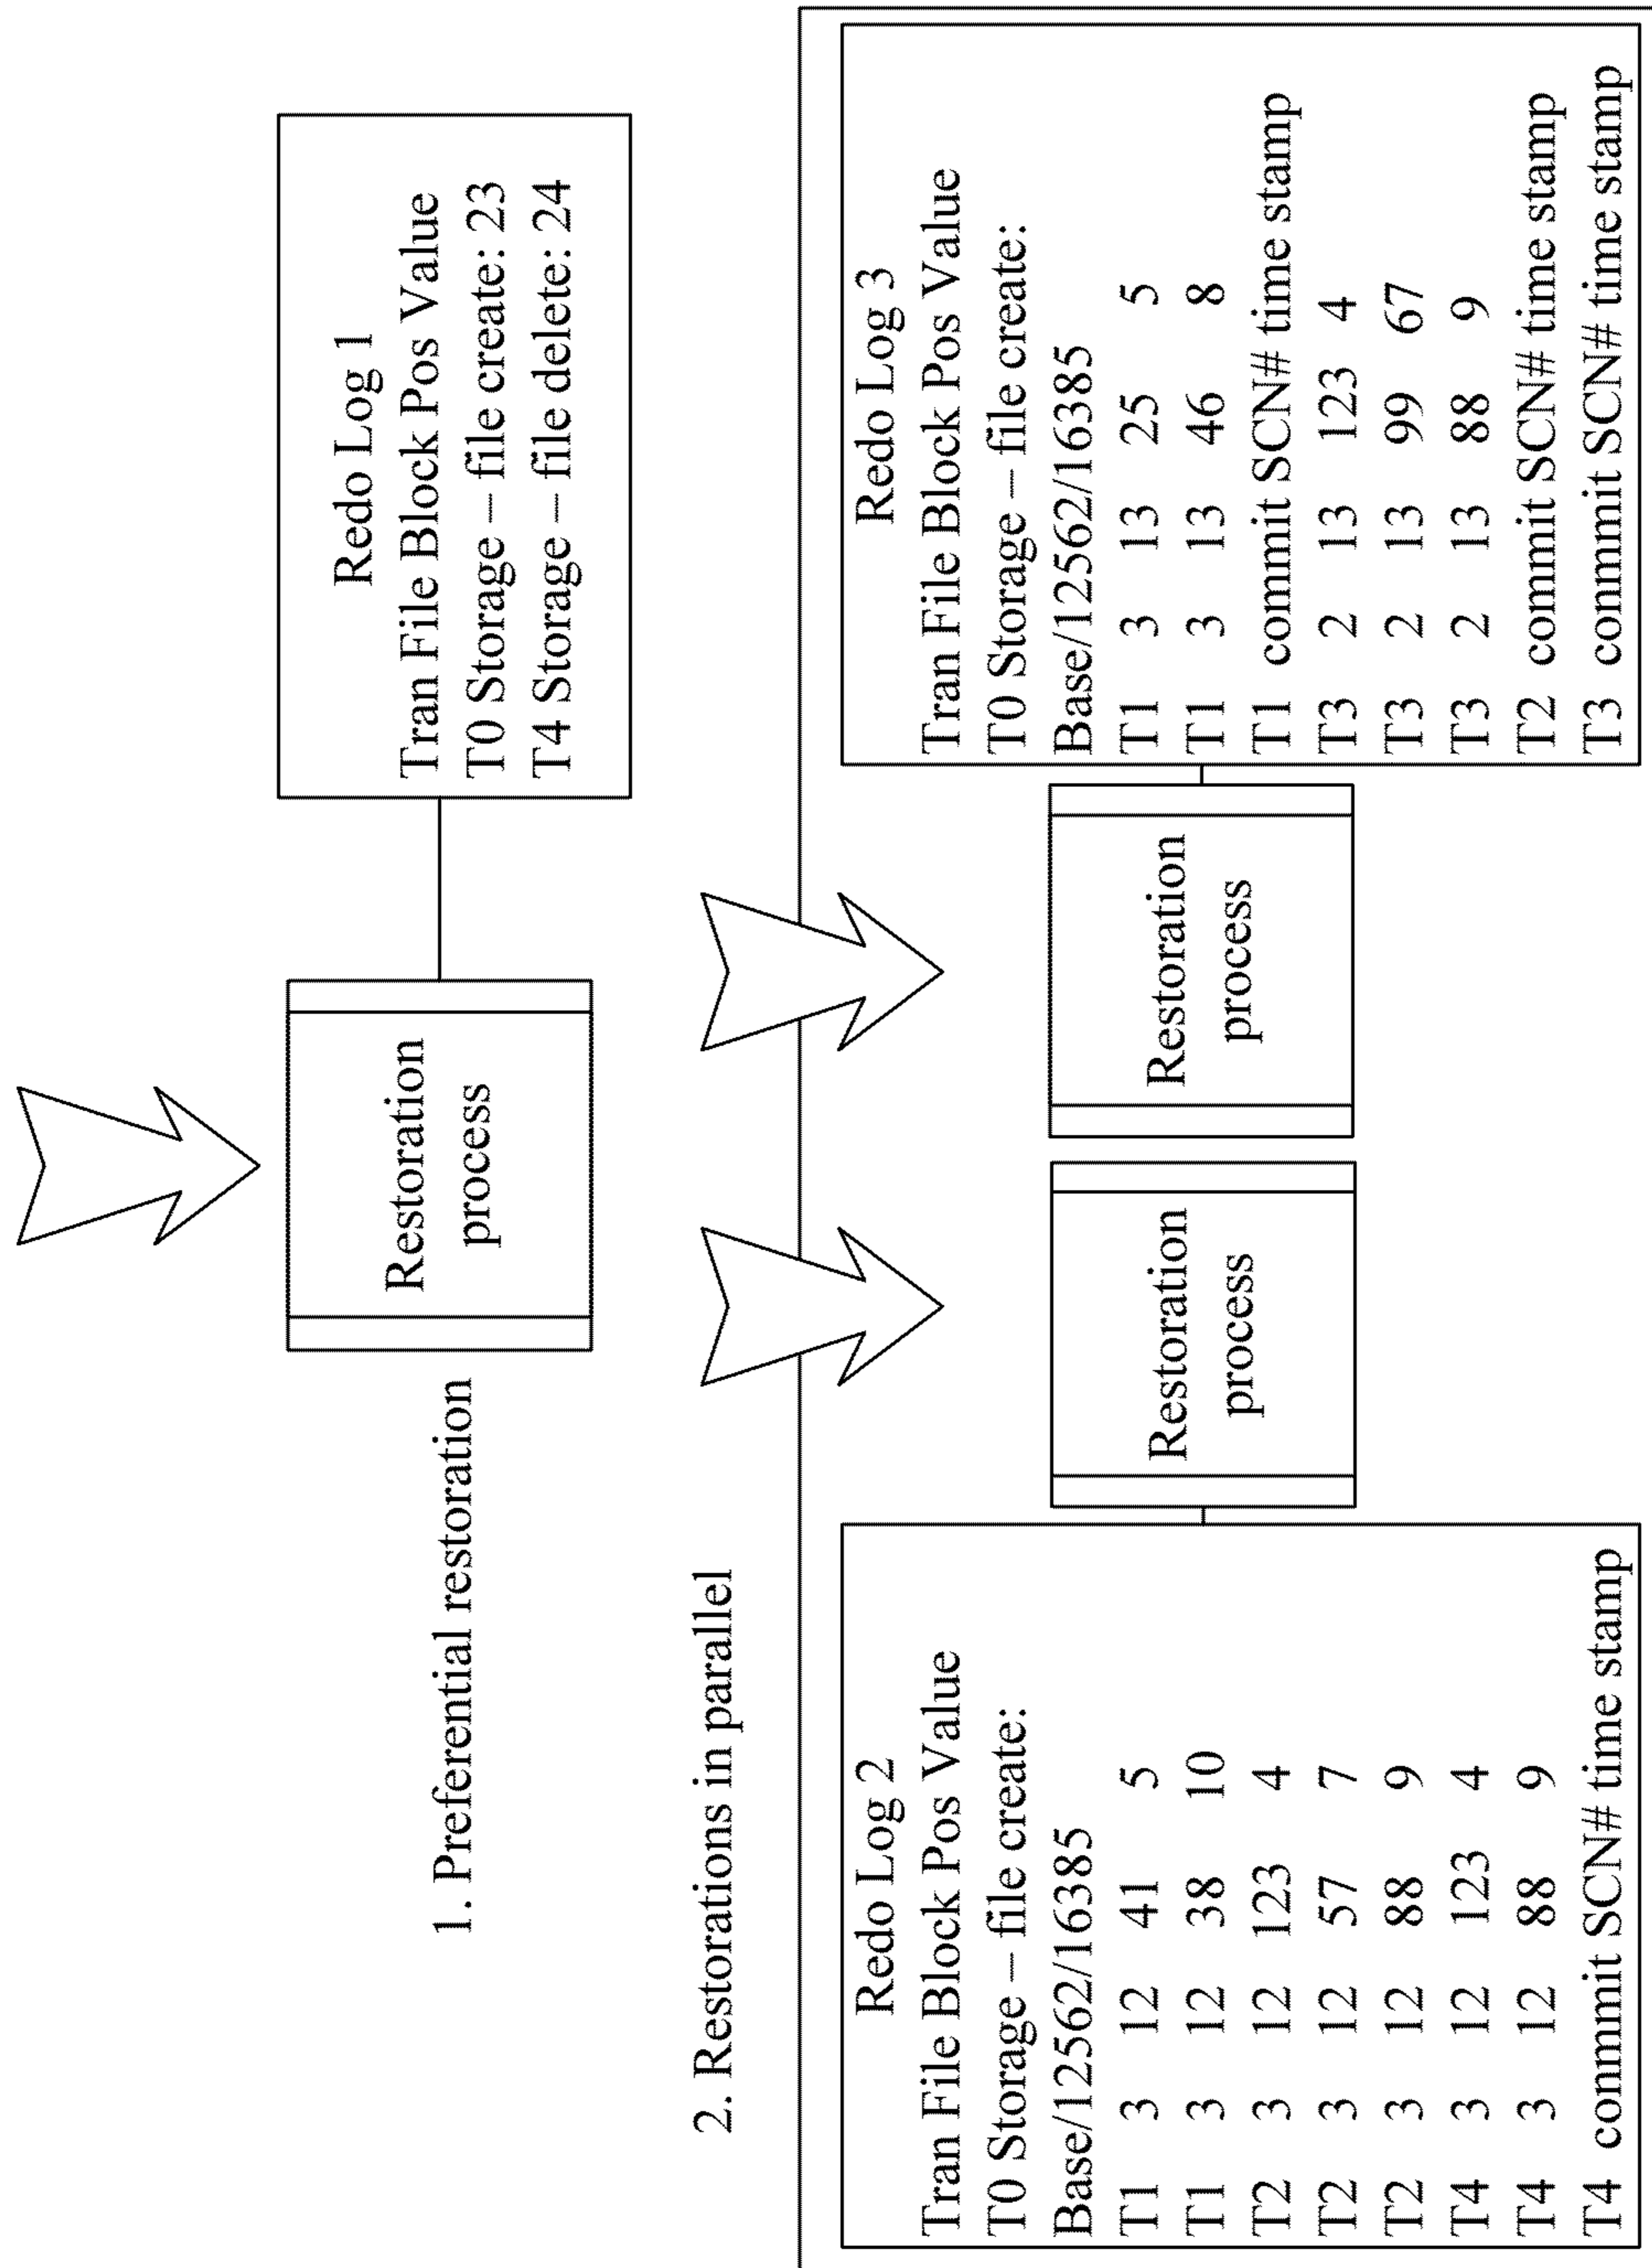 1. Preferential restoration
Restoration
process
Redo Log 1
Tran File Block Pos Value
T0 Storage – file create: 23
T4 Storage – file delete: 24
2. Restorations in parallel
Redo Log 2
Tran File Block Pos Value
T0 Storage – file create:
Base/12562/16385
T1 3 12 41 5
T1 3 12 38 10
T2 3 12 123 4
T2 3 12 57 7
T2 3 12 88 9
T4 3 12 123 4
T4 3 12 88 9
T4 commit SCN# time stamp
Restoration
process
Restoration
process
Redo Log 3
Tran File Block Pos Value
T0 Storage – file create:
Base/12562/16385
T1 3 13 25 5
T1 3 13 46 8
T1 commit SCN# time stamp
T3 2 13 123 4
T3 2 13 99 67
T3 2 13 88 9
T2 commit SCN# time stamp
T3 commit SCN# time stamp